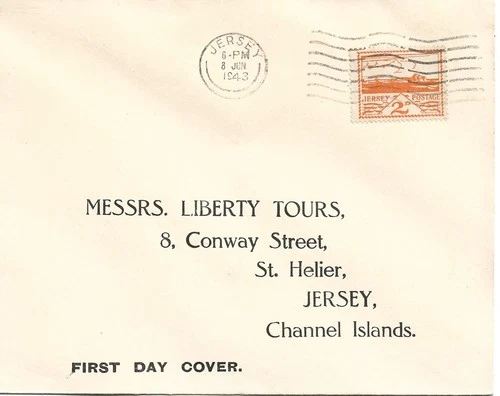 JERSEY
6-PM
8 JUN
1943
JERSEY POSTAGE
2D
MESSRS. LIBERTY TOURS,
8, Conway Street,
St. Helier,
JERSEY,
Channel Islands.
FIRST DAY COVER.